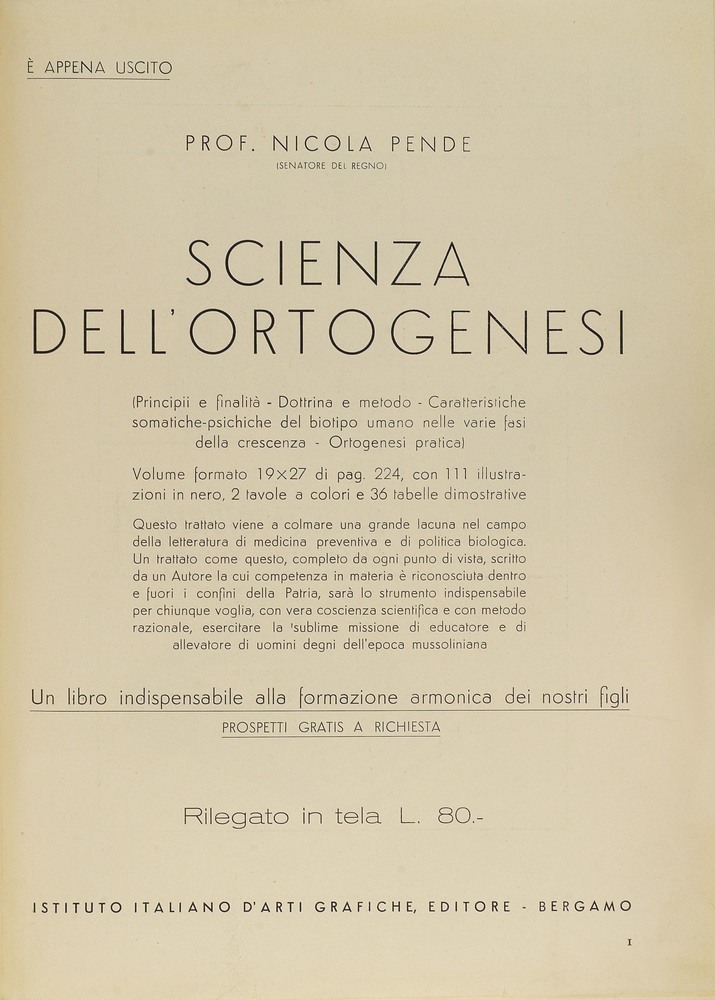 È APPENA USCITO
PROF. NICOLA PENDE
(SENATORE DEL REGNO)
SCIENZA
DELL'ORTOGENESI
(Principii e finalità - Dottrina e metodo - Caratteristiche
somatiche-psichiche del biotipo umano nelle varie fasi
della crescenza - Ortogenesi pratica)
Volume formato 19×27 di pag. 224, con 111 illustra-
zioni in nero, 2 tavole a colori e 36 tabelle dimostrative
Questo trattato viene a colmare una grande lacuna nel campo
della letteratura di medicina preventiva e di politica biologica.
Un trattato come questo, completo da ogni punto di vista, scritto
da un Autore la cui competenza in materia è riconosciuta dentro
e fuori i confini della Patria, sarà lo strumento indispensabile
per chiunque voglia, con vera coscienza scientifica e con metodo
razionale, esercitare la 'sublime missione di educatore e di
allevatore di uomini degni dell'epoca mussoliniana
Un libro indispensabile alla formazione armonica dei nostri figli
PROSPETTI GRATIS A RICHIESTA
Rilegato in tela L. 80.-
ISTITUTO ITALIANO D'ARTI GRAFICHE, EDITORE - BERGAMO
I